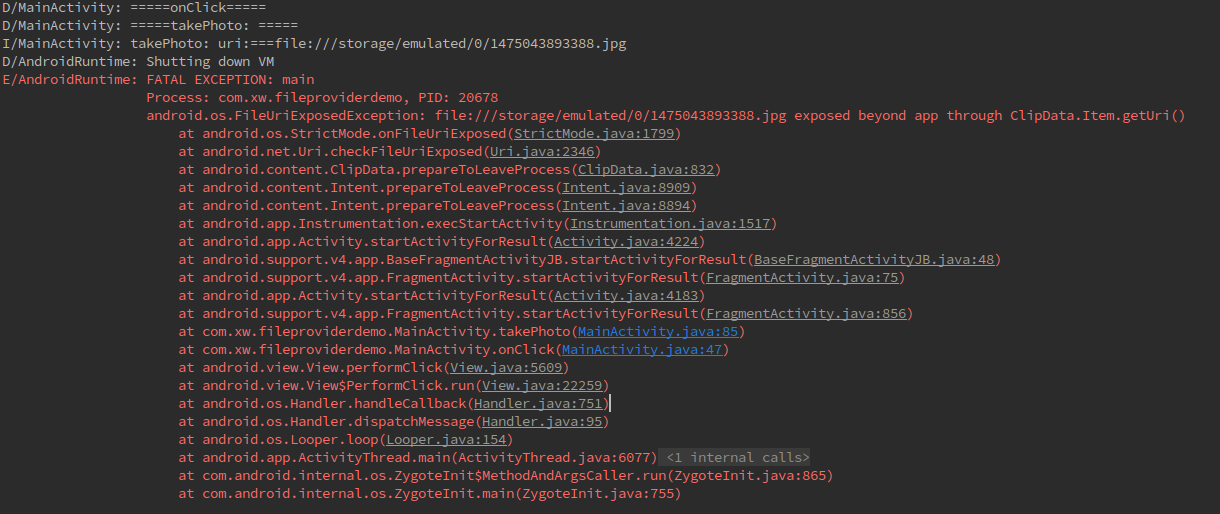 D/MainActivity: =====onClick=====
D/MainActivity: =====takePhoto: =====
I/MainActivity: takePhoto: uri:===file:///storage/emulated/0/1475043893388.jpg
D/AndroidRuntime: Shutting down VM
E/AndroidRuntime: FATAL EXCEPTION: main
Process: com.xw.fileproviderdemo, PID: 20678
android.os.FileUriExposedException: file:///storage/emulated/0/1475043893388.jpg exposed beyond app through ClipData.Item.getUri()
at android.os.StrictMode.onFileUriExposed(StrictMode.java:1799)
at android.net.Uri.checkFileUriExposed(Uri.java:2346)
at android.content.ClipData.prepareToLeaveProcess(ClipData.java:832)
at android.content.Intent.prepareToLeaveProcess(Intent.java:8909)
at android.content.Intent.prepareToLeaveProcess(Intent.java:8894)
at android.app.Instrumentation.execStartActivity(Instrumentation.java:1517)
at android.app.Activity.startActivityForResult(Activity.java:4224)
at android.support.v4.app.BaseFragmentActivityJB.startActivityForResult(BaseFragmentActivityJB.java:48)
at android.support.v4.app.FragmentActivity.startActivityForResult(FragmentActivity.java:75)
at android.app.Activity.startActivityForResult(Activity.java:4183)
at android.support.v4.app.FragmentActivity.startActivityForResult(FragmentActivity.java:856)
at com.xw.fileproviderdemo.MainActivity.takePhoto(MainActivity.java:85)
at com.xw.fileproviderdemo.MainActivity.onClick(MainActivity.java:47)
at android.view.View.performClick(View.java:5609)
at android.view.View$PerformClick.run(View.java:22259)
at android.os.Handler.handleCallback(Handler.java:751)
at android.os.Handler.dispatchMessage(Handler.java:95)
at android.os.Looper.loop(Looper.java:154)
at android.app.ActivityThread.main(ActivityThread.java:6077) <1 internal calls>
at com.android.internal.os.ZygoteInit$MethodAndArgsCaller.run(ZygoteInit.java:865)
at com.android.internal.os.ZygoteInit.main(ZygoteInit.java:755)